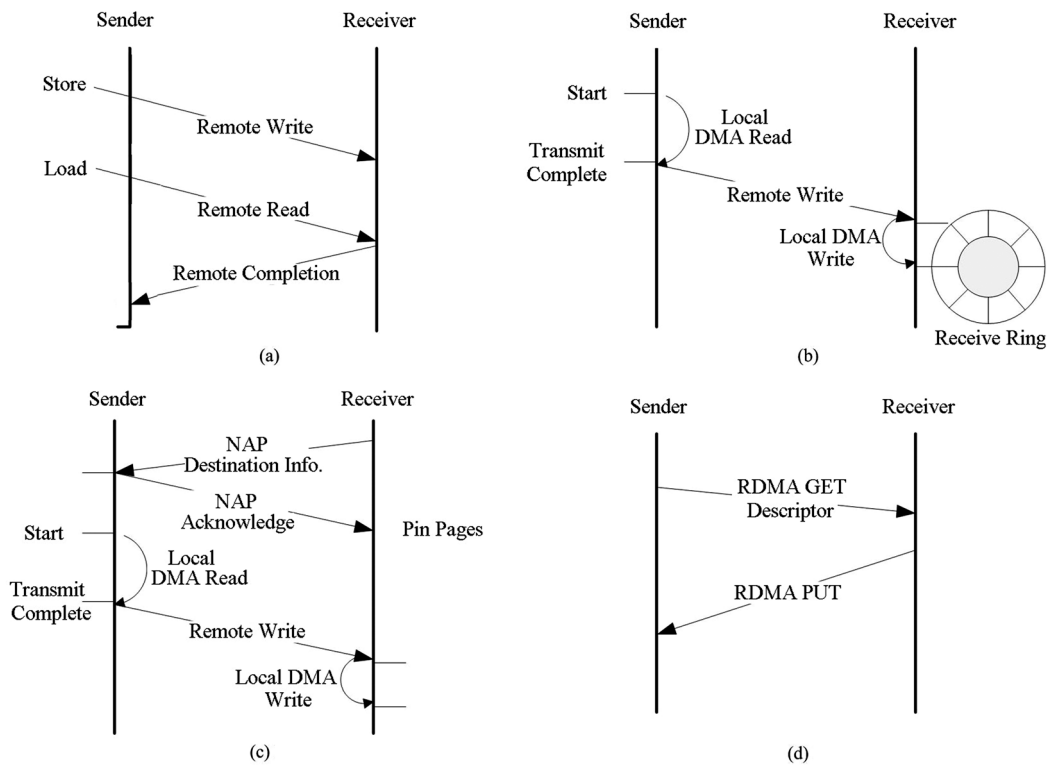 Sender
Receiver
Store
Remote Write
Load
Remote Read
Remote Completion
(a)
Sender
Receiver
Start
Local
DMA Read
Transmit
Complete
Remote Write
Local DMA
Write
Receive Ring
(b)
Sender
Receiver
NAP
Destination Info.
NAP
Acknowledge
Pin Pages
Start
Local
DMA Read
Transmit
Complete
Remote Write
Local DMA
Write
(c)
Sender
Receiver
RDMA GET
Descriptor
RDMA PUT
(d)